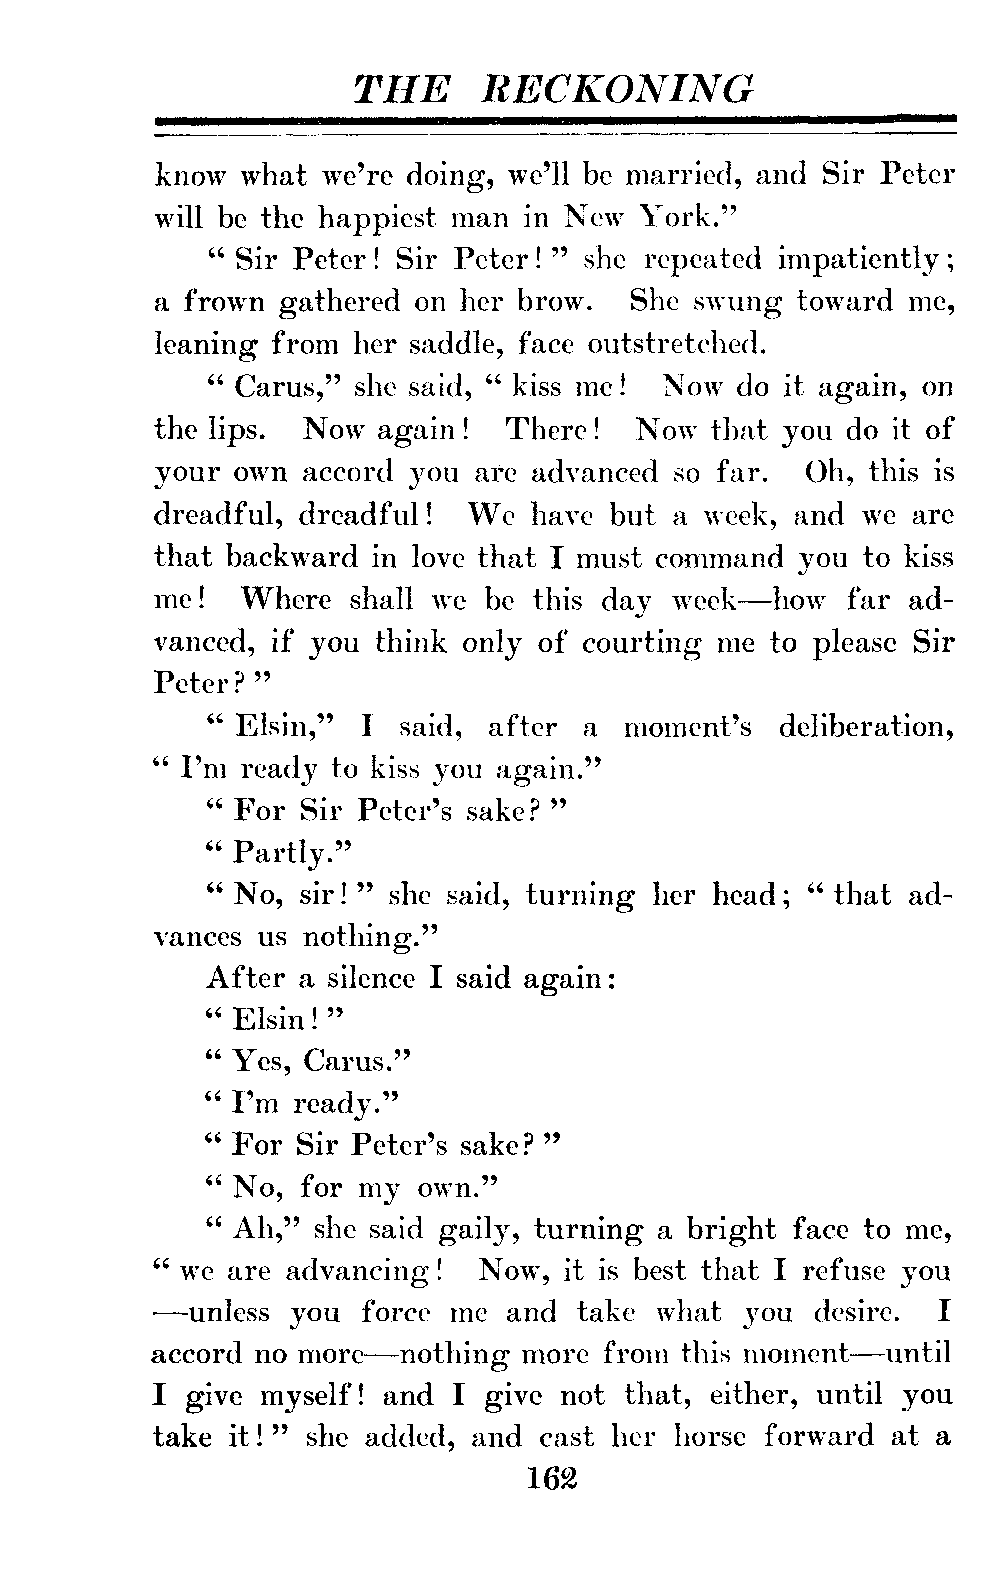 THE RECKONING
know what we're doing, we'll be married, and Sir Peter
will be the happiest man in New York."
" Sir Peter! Sir Peter! " she repeated impatiently;
a frown gathered on her brow. She swung toward me,
leaning from her saddle, face outstretched.
" Carus," she said, " kiss me! Now do it again, on
the lips. Now again! There! Now that you do it of
your own accord you are advanced so far. Oh, this is
dreadful, dreadful! We have but a week, and we are
that backward in love that I must command you to kiss
me! Where shall we be this day week—how far ad-
vanced, if you think only of courting me to please Sir
Peter? "
" Elsin," I said, after a moment's deliberation,
" I'm ready to kiss you again."
" For Sir Peter's sake? "
" Partly."
" No, sir! " she said, turning her head; " that ad-
vances us nothing."
After a silence I said again:
" Elsin! "
" Yes, Carus."
" I'm ready."
" For Sir Peter's sake? "
" No, for my own."
" Ah," she said gaily, turning a bright face to me,
" we are advancing! Now, it is best that I refuse you
—unless you force me and take what you desire. I
accord no more—nothing more from this moment—until
I give myself! and I give not that, either, until you
take it! " she added, and cast her horse forward at a
162